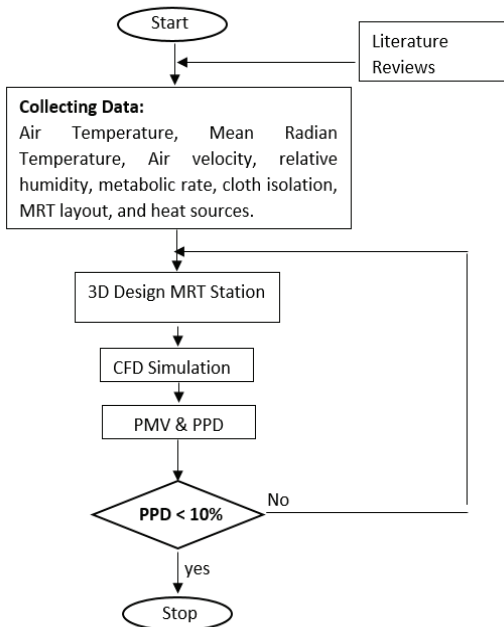 Start
Literature
Reviews
Collecting Data:
Air Temperature, Mean Radian
Temperature, Air velocity, relative
humidity, metabolic rate, cloth isolation,
MRT layout, and heat sources.
3D Design MRT Station
CFD Simulation
PMV & PPD
PPD < 10%
No
yes
Stop